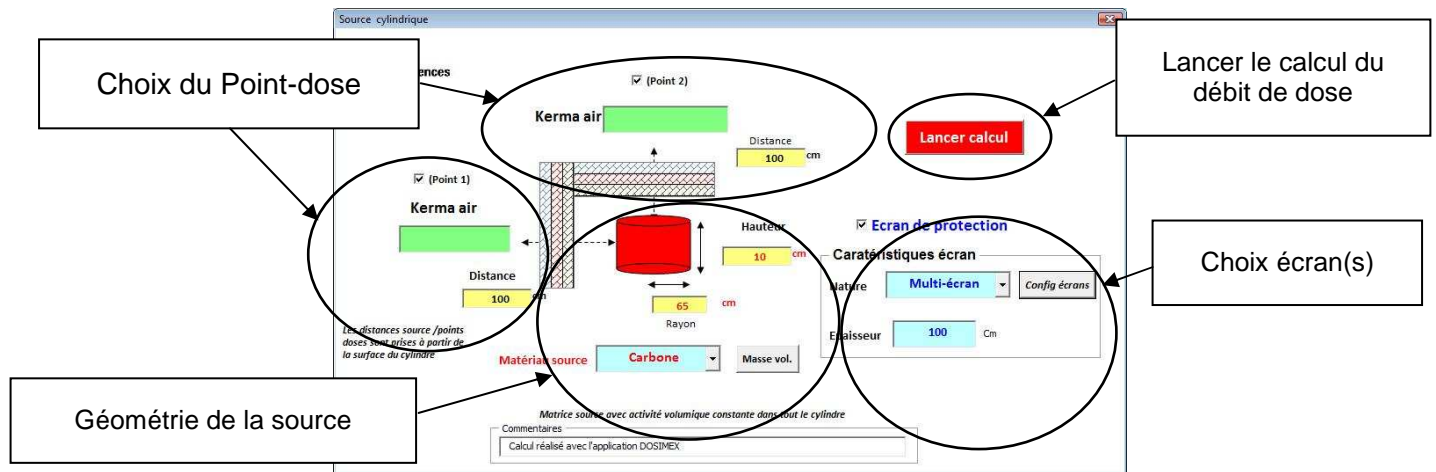 Source cylindrique
Choix du Point-dose
ences
(Point 2)
Kerma air
Distance
100 cm
Lancer calcul
Lancer le calcul du
débit de dose
(Point 1)
Kerma air
Distance
100 cm
Les distances source /points
doses sont prises à partir de
la surface du cylindre
Hauteur
10 cm
65 cm
Rayon
Matériau source Carbone Masse vol.
Ecran de protection
Caratéristiques écran
Nature Multi-écran Config écrans
Epaisseur 100 Cm
Choix écran(s)
Géométrie de la source
Matrice source avec activité volumique constante dans tout le cylindre
Commentaires
Calcul réalisé avec l'application DOSIMEX